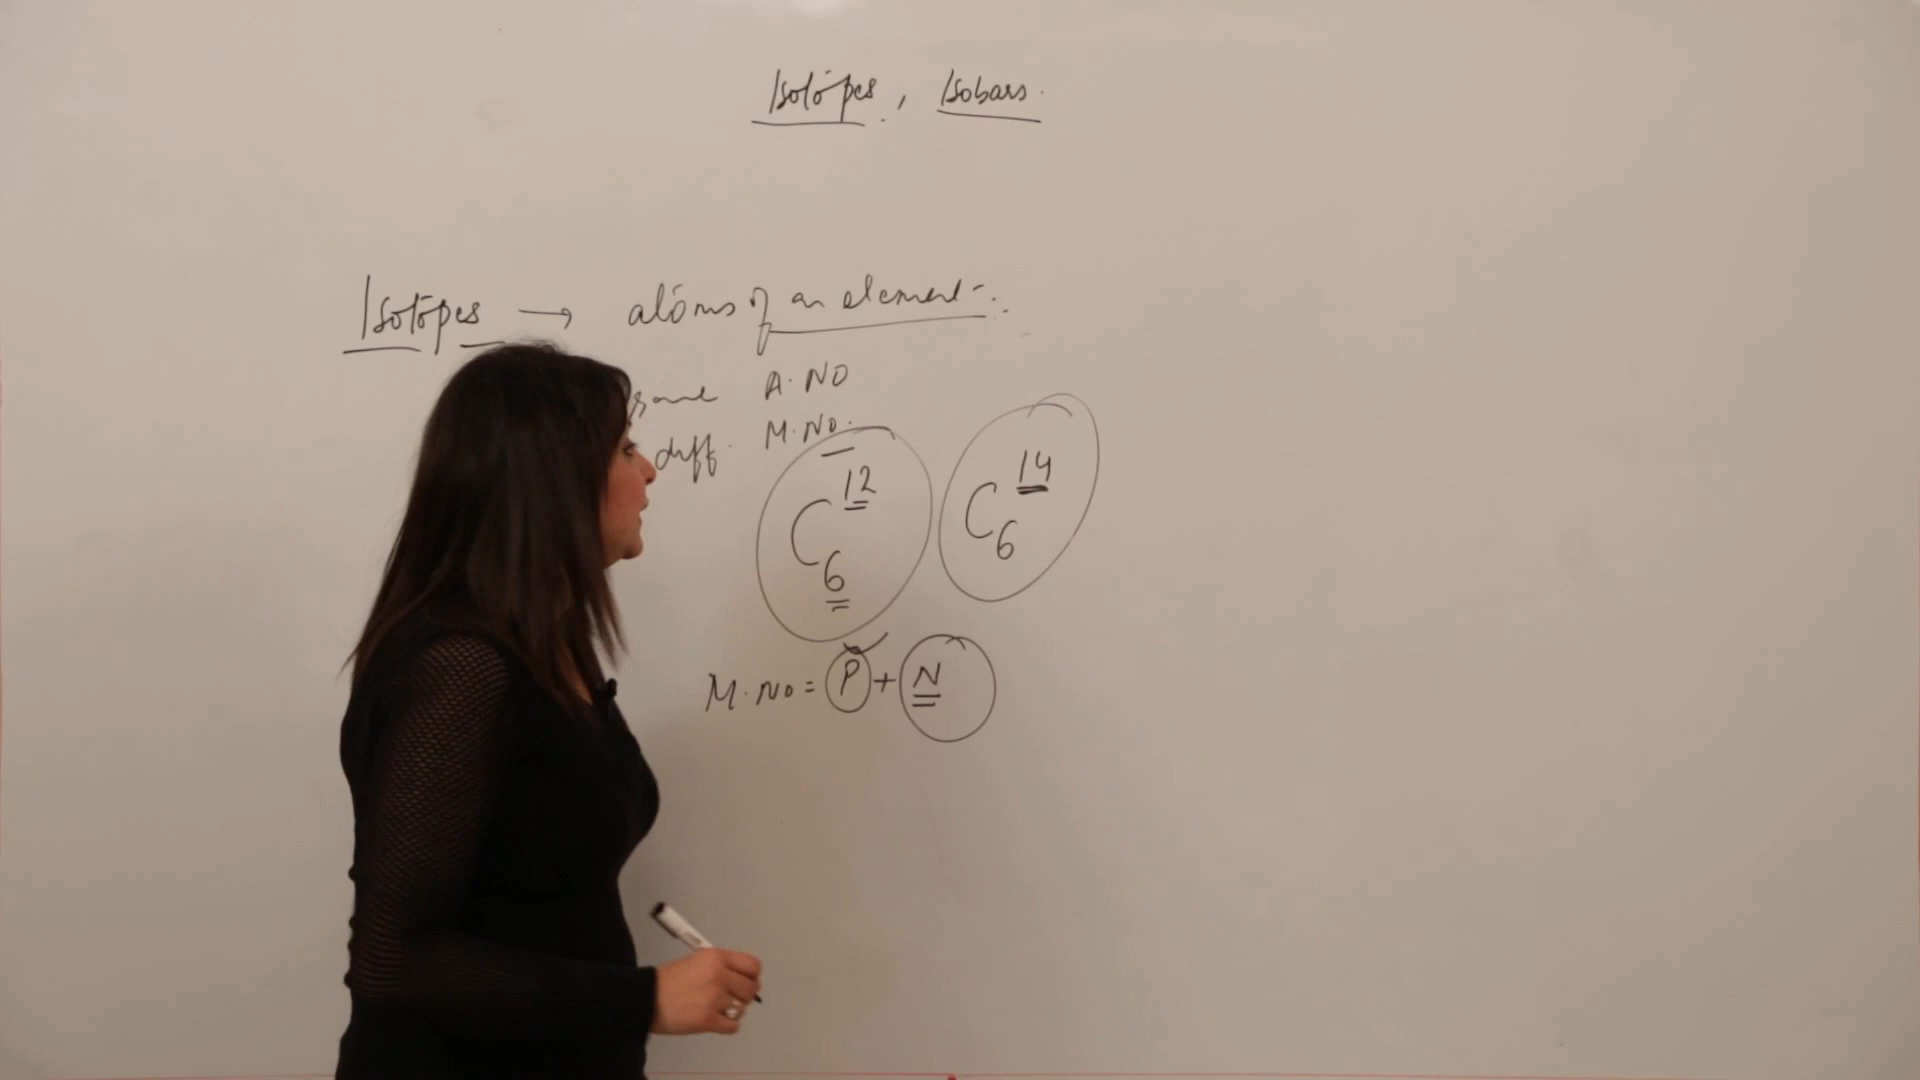 Isotopes, Isobars.
Isotopes → atoms of an element.
same A.NO
diff. M.No.
C 12 6 C 14 6
M.No = P + N